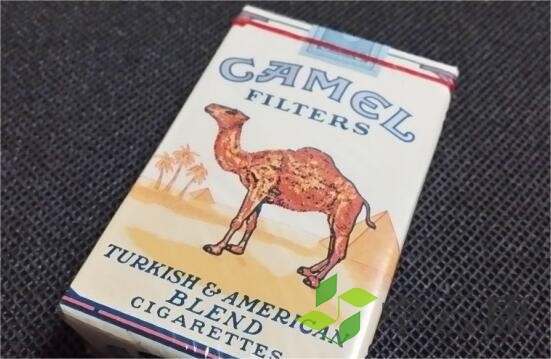 CAMEL
FILTERS
TURKISH & AMERICAN
BLEND
CIGARETTES